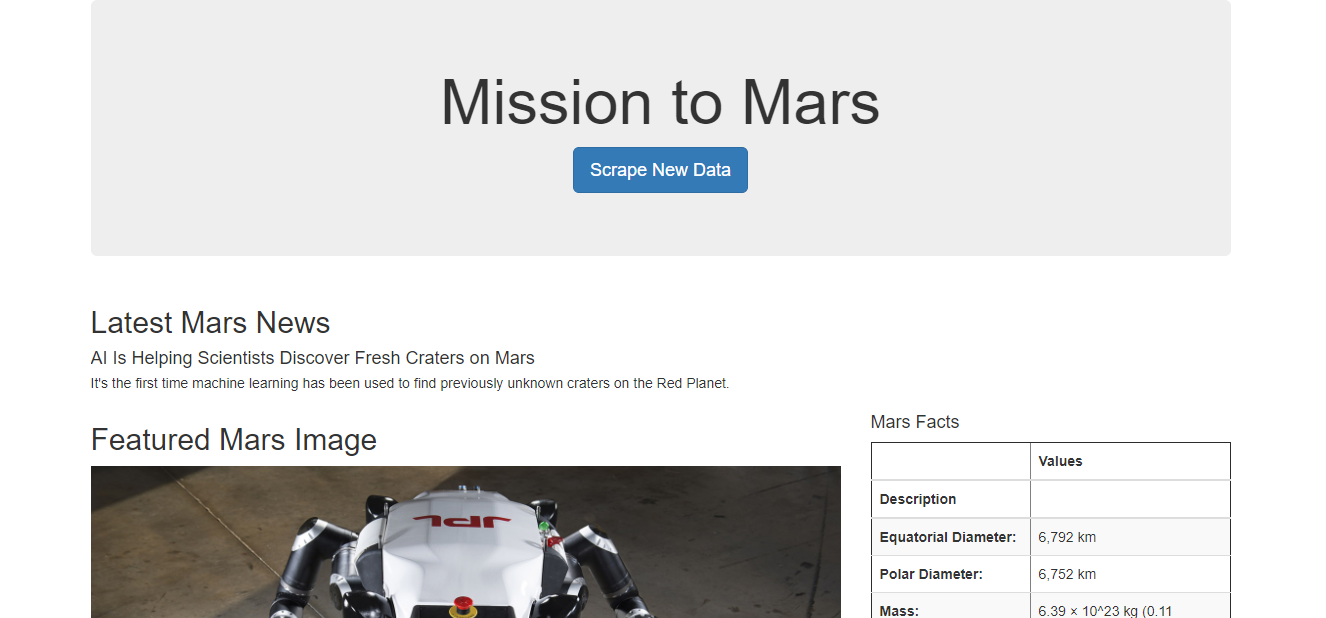 Mission to Mars
Scrape New Data
Latest Mars News
AI Is Helping Scientists Discover Fresh Craters on Mars
It's the first time machine learning has been used to find previously unknown craters on the Red Planet.
Featured Mars Image
JPL
Mars Facts
Values
Description
Equatorial Diameter: 6,792 km
Polar Diameter: 6,752 km
Mass: 6.39 × 10^23 kg (0.11